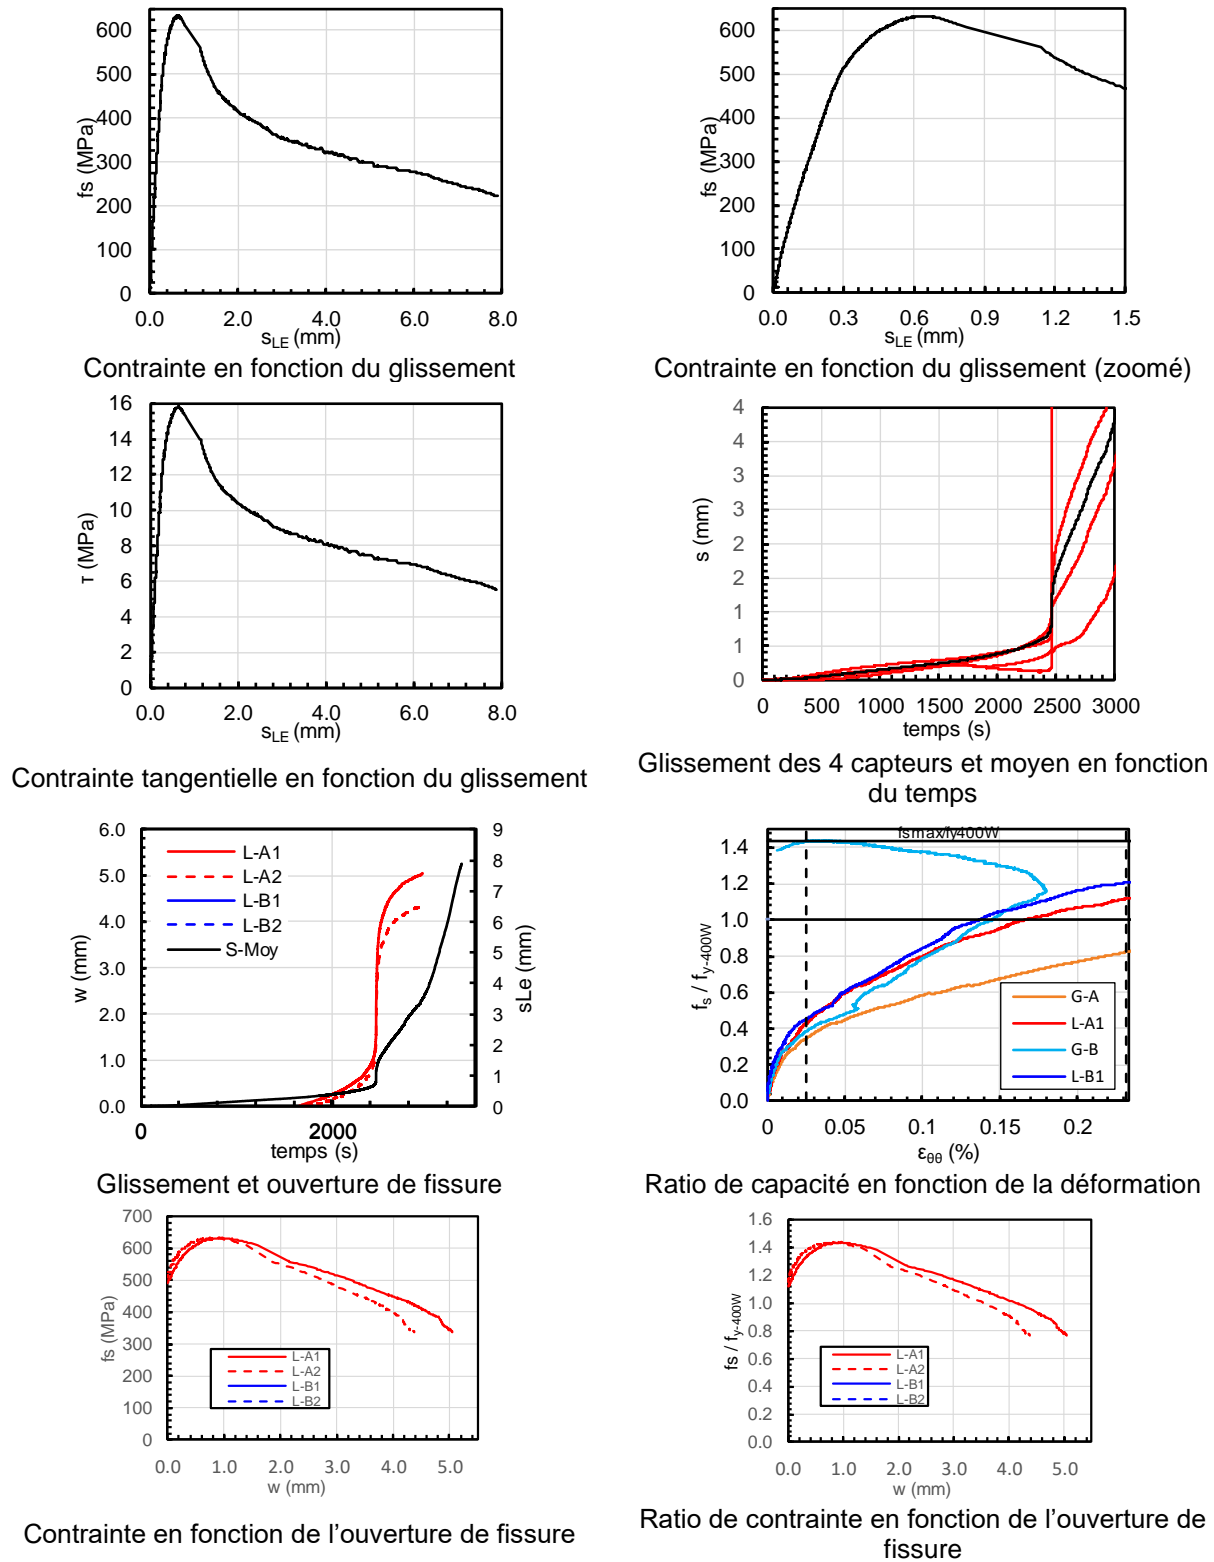 600
500
400
300
200
100
0
fs (MPa)
0.0 2.0 4.0 6.0 8.0
sLE (mm)
Contrainte en fonction du glissement
600
500
400
300
200
100
0
fs (MPa)
0.0 0.3 0.6 0.9 1.2 1.5
sLE (mm)
Contrainte en fonction du glissement (zoomé)
16
14
12
10
8
6
4
2
0
τ (MPa)
0.0 2.0 4.0 6.0 8.0
sLE (mm)
Contrainte tangentielle en fonction du glissement
4
4
3
3
2
2
1
1
0
s (mm)
0 500 1000 1500 2000 2500 3000
temps (s)
Glissement des 4 capteurs et moyen en fonction
du temps
6.0
5.0
4.0
3.0
2.0
1.0
0.0
w (mm)
L-A1
L-A2
L-B1
L-B2
S-Moy
9
8
7
6
5
4
3
2
1
0
sLe (mm)
0 2000
temps (s)
Glissement et ouverture de fissure
fsmax/fy400W
1.4
1.2
1.0
0.8
0.6
0.4
0.2
0.0
fs / fy-400W
G-A
L-A1
G-B
L-B1
0 0.05 0.1 0.15 0.2
εθθ (%)
Ratio de capacité en fonction de la déformation
700
600
500
400
300
200
100
0
fs (MPa)
L-A1
L-A2
L-B1
L-B2
0.0 1.0 2.0 3.0 4.0 5.0
w (mm)
Contrainte en fonction de l’ouverture de fissure
1.6
1.4
1.2
1.0
0.8
0.6
0.4
0.2
0.0
fs / fy-400W
L-A1
L-A2
L-B1
L-B2
0.0 1.0 2.0 3.0 4.0 5.0
w (mm)
Ratio de contrainte en fonction de l’ouverture de
fissure